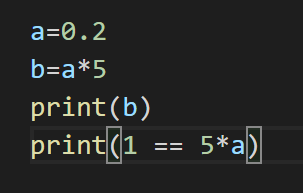 a=0.2
b=a*5
print(b)
print(1 == 5*a)